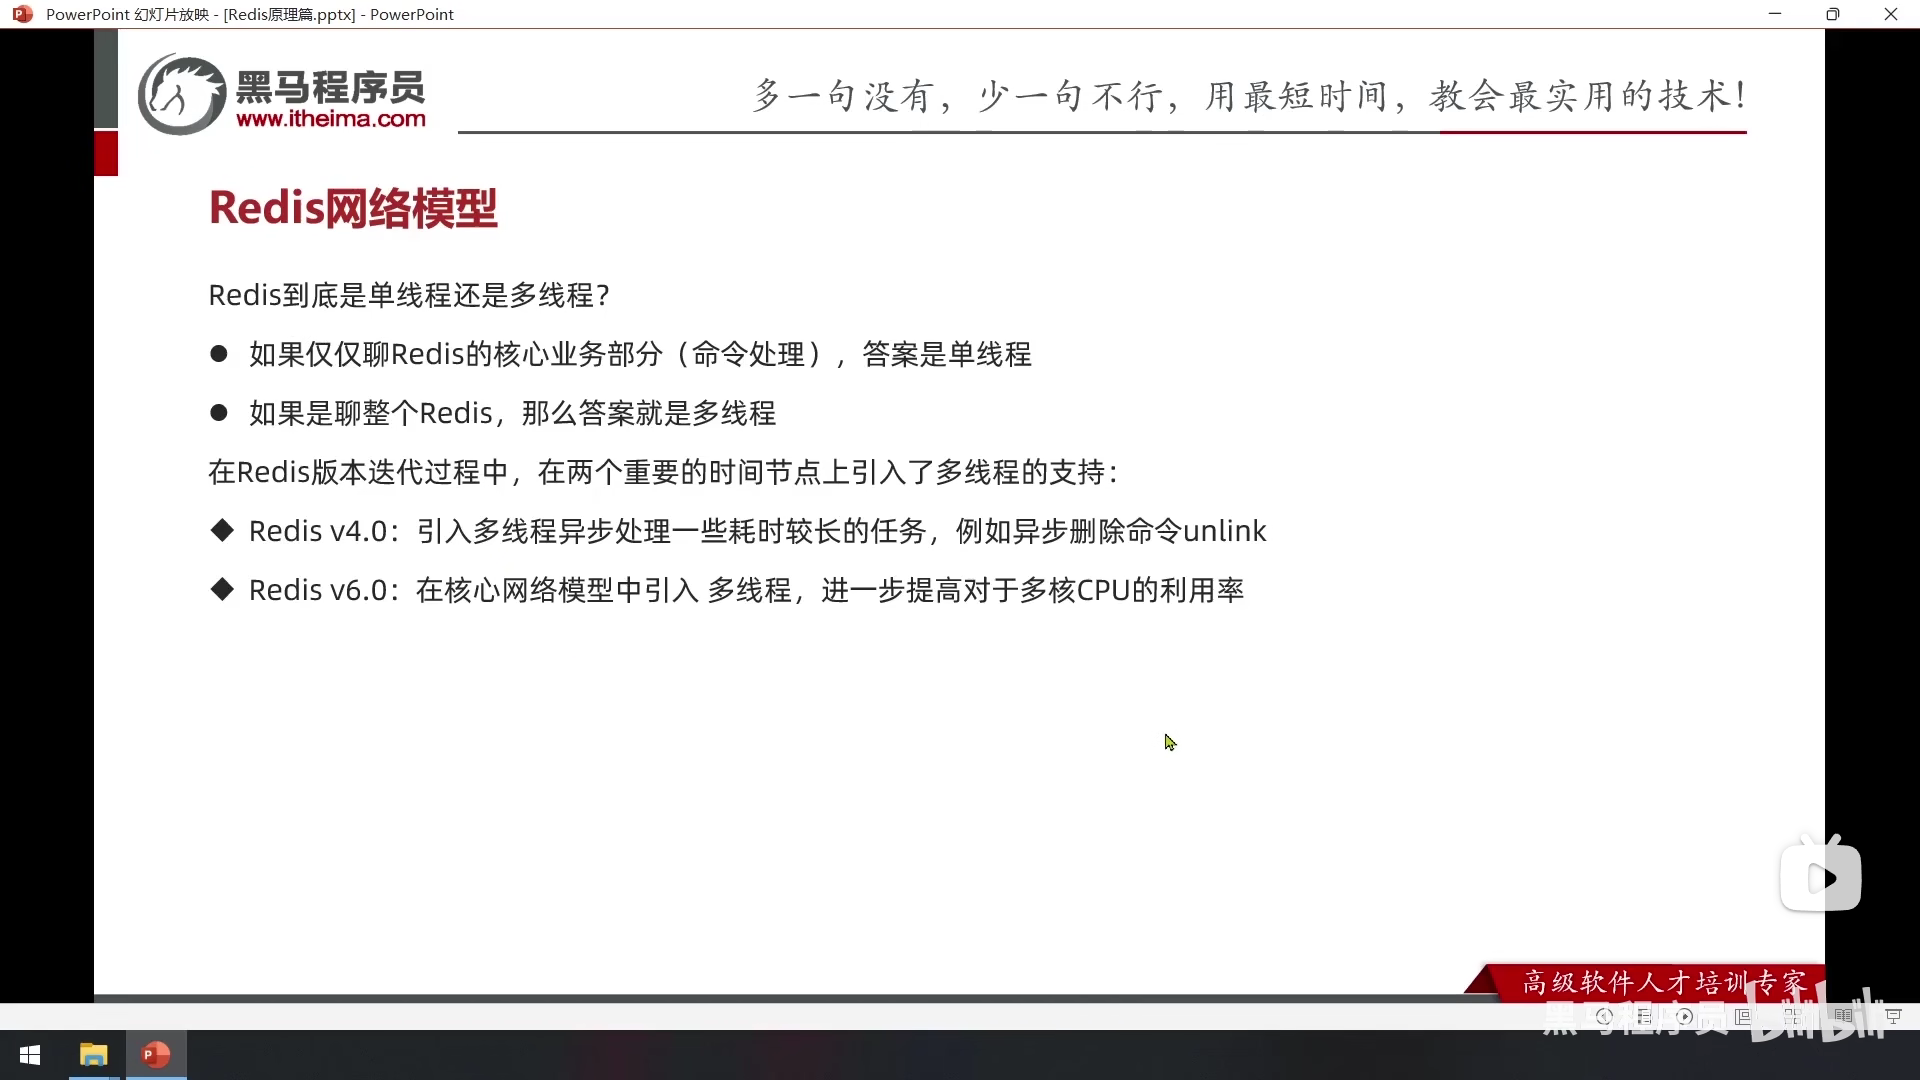 PowerPoint 幻灯片放映 - [Redis原理篇.pptx] - PowerPoint
黑马程序员
www.itheima.com
多一句没有，少一句不行，用最短时间，教会最实用的技术！
Redis网络模型
Redis到底是单线程还是多线程？
● 如果仅仅聊Redis的核心业务部分（命令处理），答案是单线程
● 如果是聊整个Redis，那么答案就是多线程
在Redis版本迭代过程中，在两个重要的时间节点上引入了多线程的支持：
◆ Redis v4.0：引入多线程异步处理一些耗时较长的任务，例如异步删除命令unlink
◆ Redis v6.0：在核心网络模型中引入 多线程，进一步提高对于多核CPU的利用率
高级软件人才培训专家
黑马程序员 bilibili